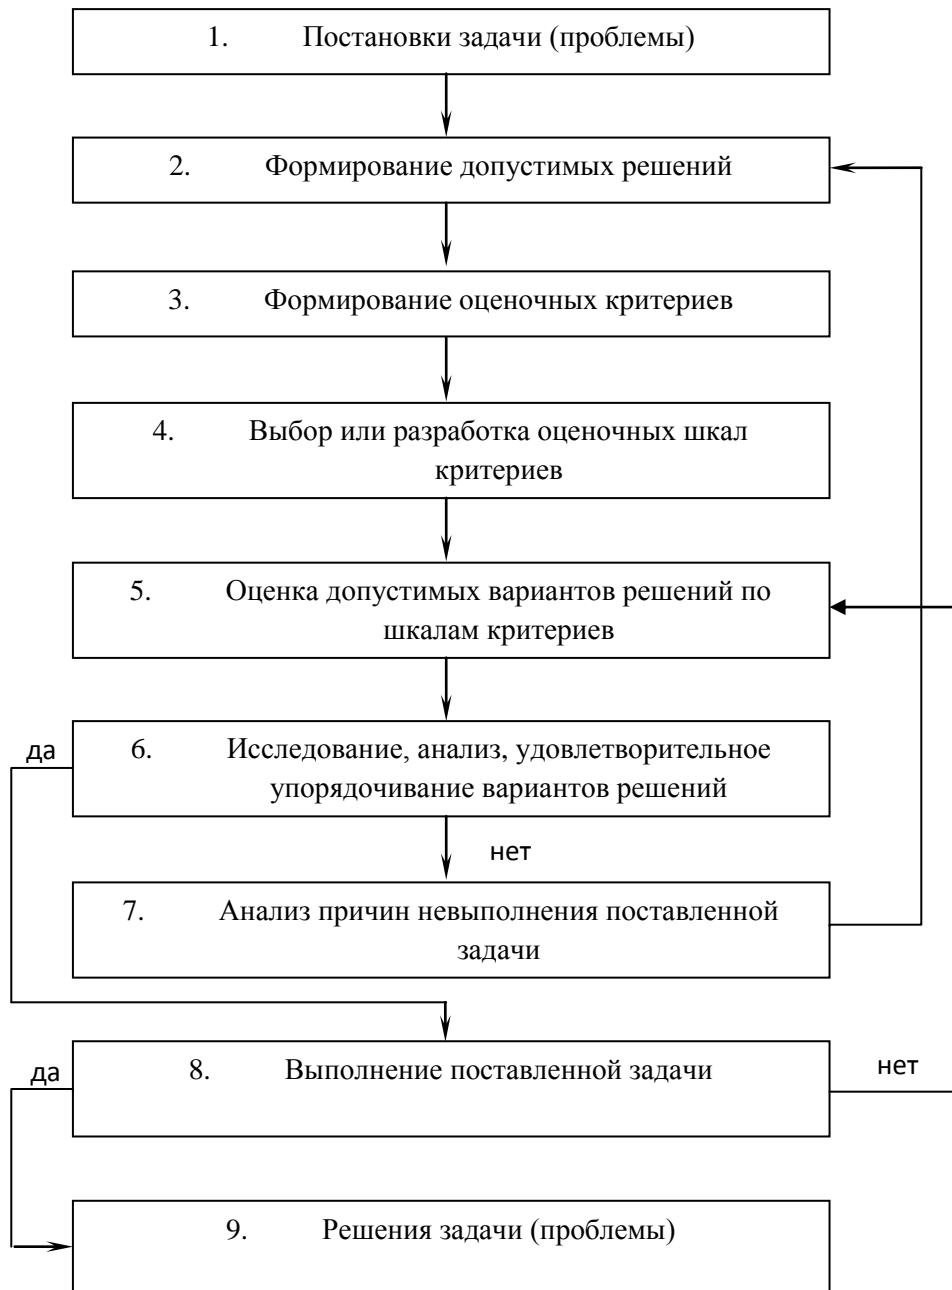 1. Постановки задачи (проблемы)
2. Формирование допустимых решений
3. Формирование оценочных критериев
4. Выбор или разработка оценочных шкал
критериев
5. Оценка допустимых вариантов решений по
шкалам критериев
да
6. Исследование, анализ, удовлетворительное
упорядочивание вариантов решений
нет
7. Анализ причин невыполнения поставленной
задачи
да
8. Выполнение поставленной задачи
нет
9. Решения задачи (проблемы)